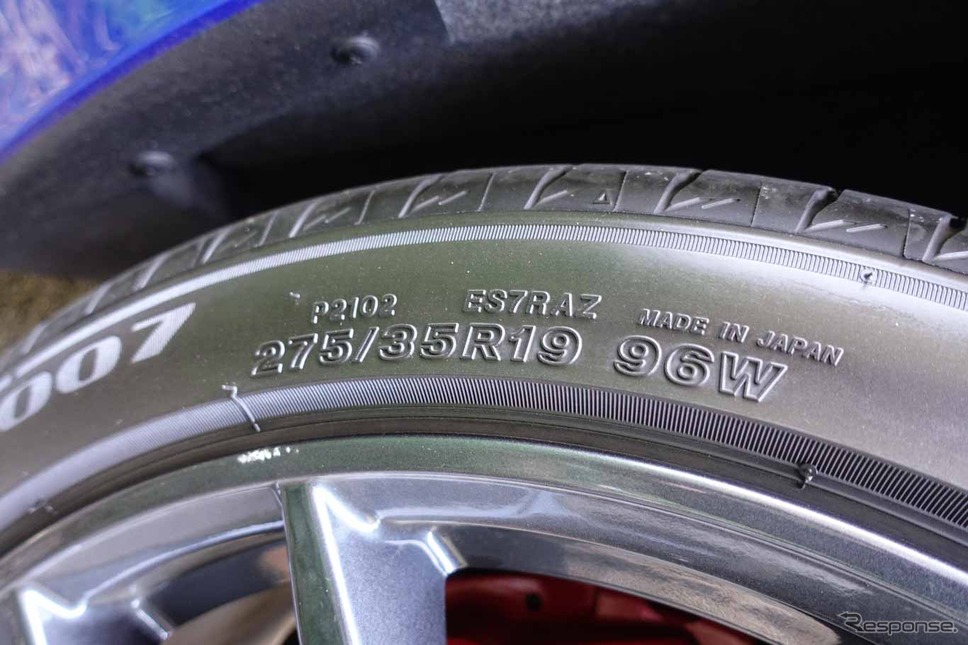 007
P2102 ES7RAZ MADE IN JAPAN
275/35R19 96W
Response.